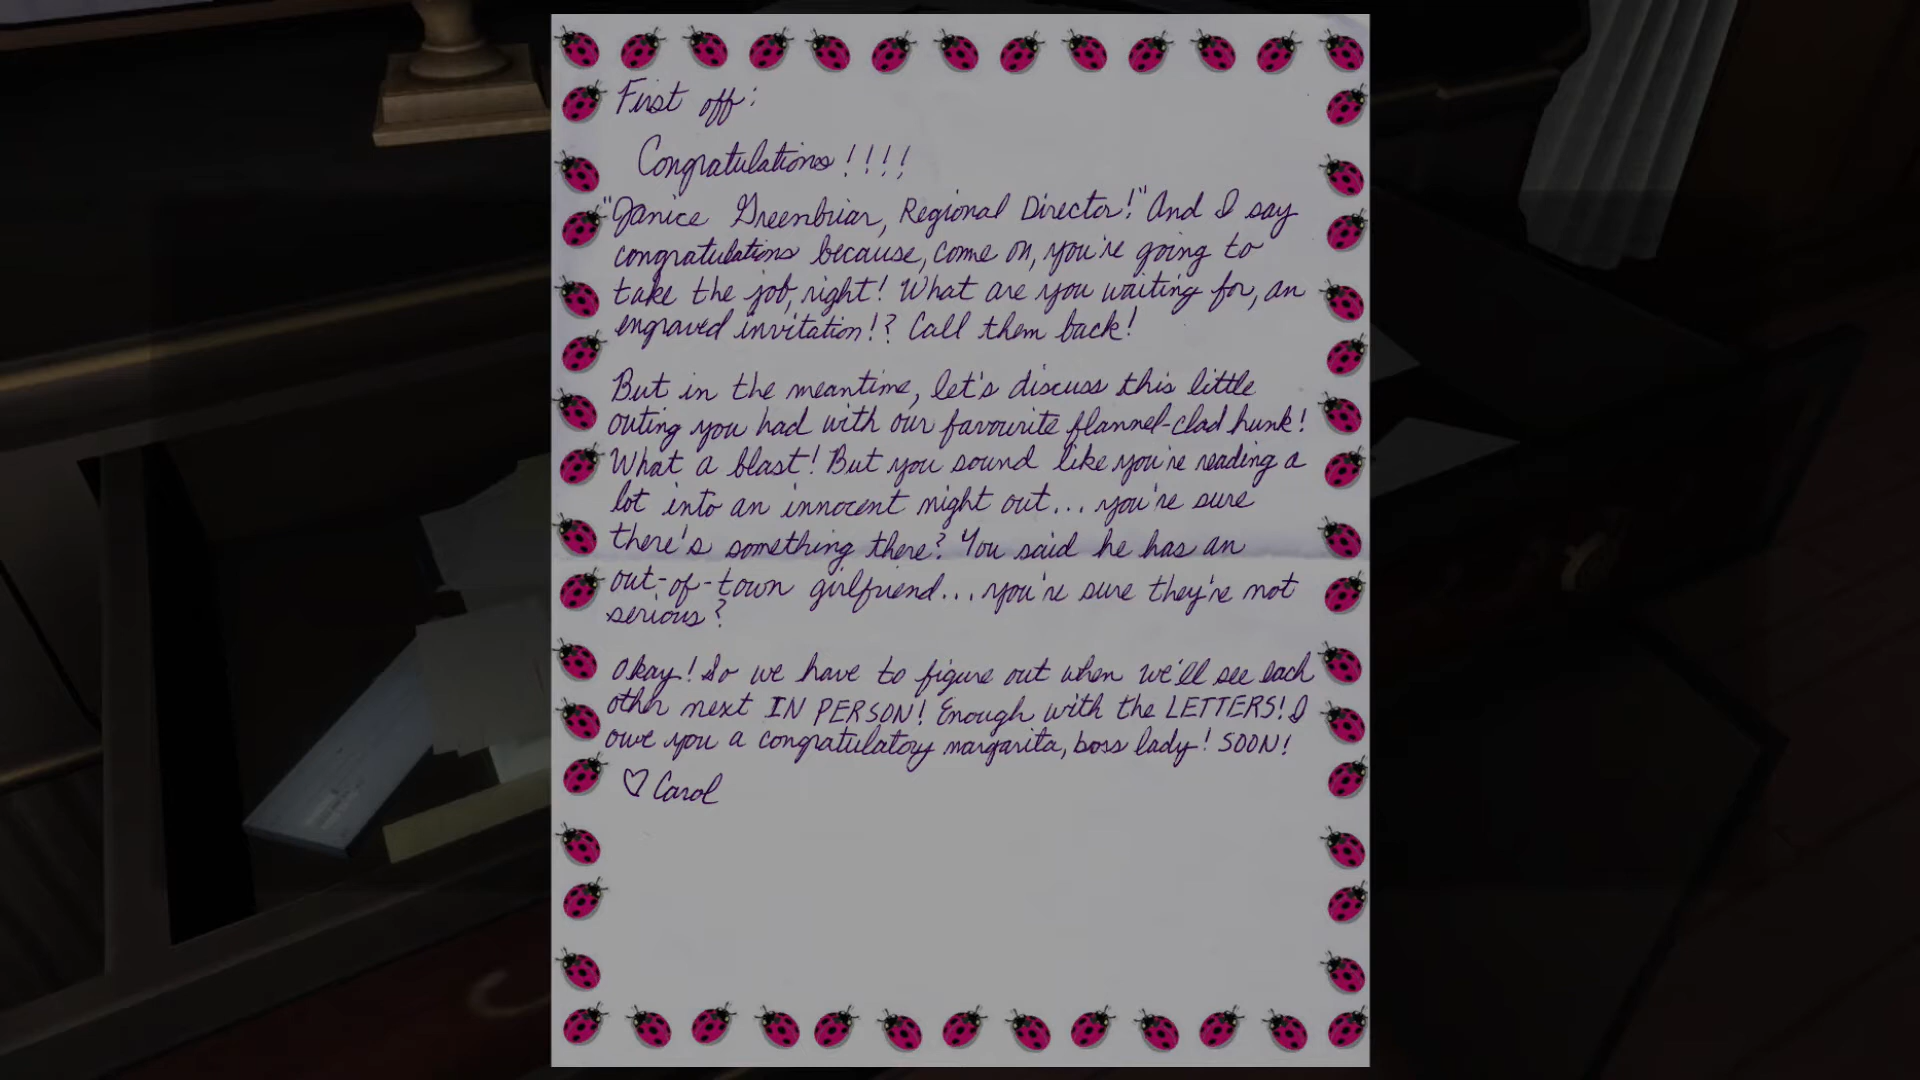 First off:
Congratulations!!!!
"Janice Greenbriar, Regional Director!" And I say
congratulations because, come on, you're going to
take the job, right! What are you waiting for, an
engraved invitation!? Call them back!
But in the meantime, let's discuss this little
outing you had with our favourite flannel-clad hunk!
What a blast! But you sound like you're reading a
lot into an innocent night out... you're sure
there's something there? You said he has an
out-of-town girlfriend... you're sure they're not
serious?
Okay! So we have to figure out when we'll see each
other next IN PERSON! Enough with the LETTERS! I
owe you a congratulatory margarita, boss lady! SOON!
♡ Carol